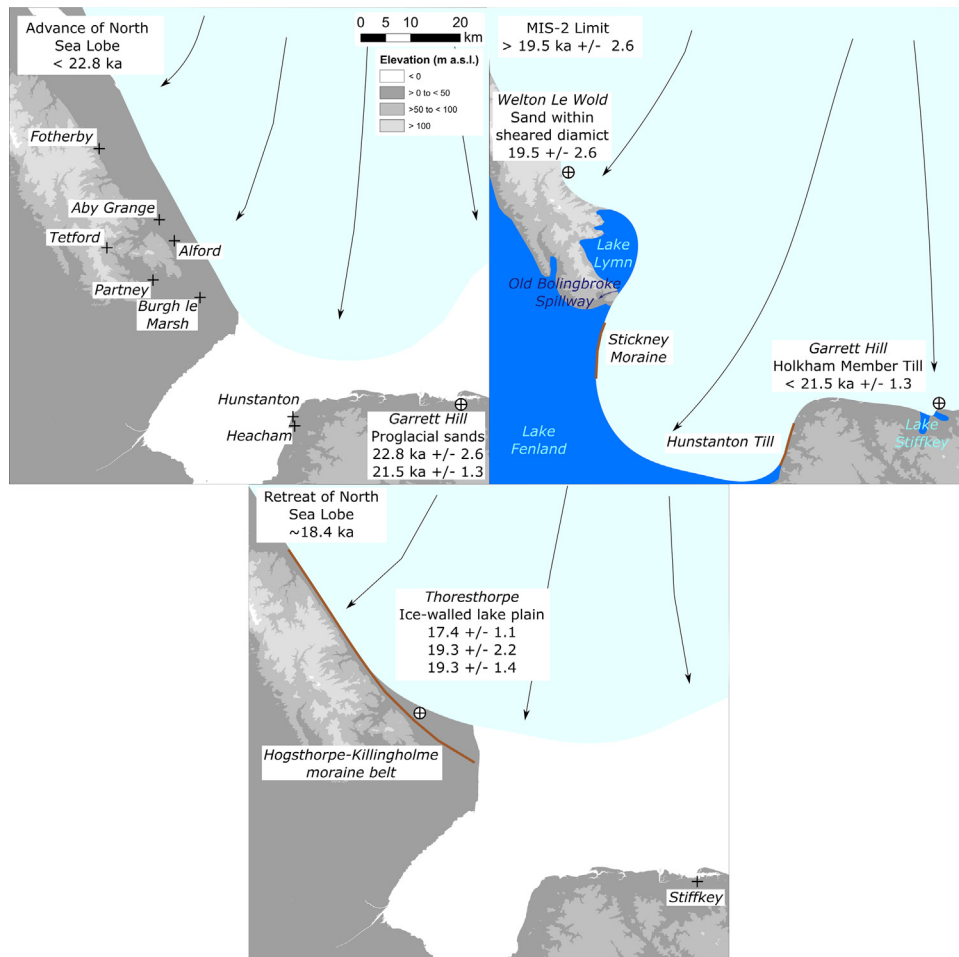 Advance of North
Sea Lobe
< 22.8 ka
0 5 10 20
km
Elevation (m a.s.l.)
< 0
> 0 to < 50
>50 to < 100
> 100
Fotherby
Aby Grange
Tetford
Alford
Partney
Burgh le
Marsh
Hunstanton
Heacham
Garrett Hill
Proglacial sands
22.8 ka +/- 2.6
21.5 ka +/- 1.3
MIS-2 Limit
> 19.5 ka +/- 2.6
Welton Le Wold
Sand within
sheared diamict
19.5 +/- 2.6
Lake
Lymn
Old Bolingbroke
Spillway
Stickney
Moraine
Garrett Hill
Holkham Member Till
< 21.5 ka +/- 1.3
Lake
Stiffkey
Hunstanton Till
Lake
Fenland
Retreat of North
Sea Lobe
~18.4 ka
Thoresthorpe
Ice-walled lake plain
17.4 +/- 1.1
19.3 +/- 2.2
19.3 +/- 1.4
Hogsthorpe-Killingholme
moraine belt
Stiffkey